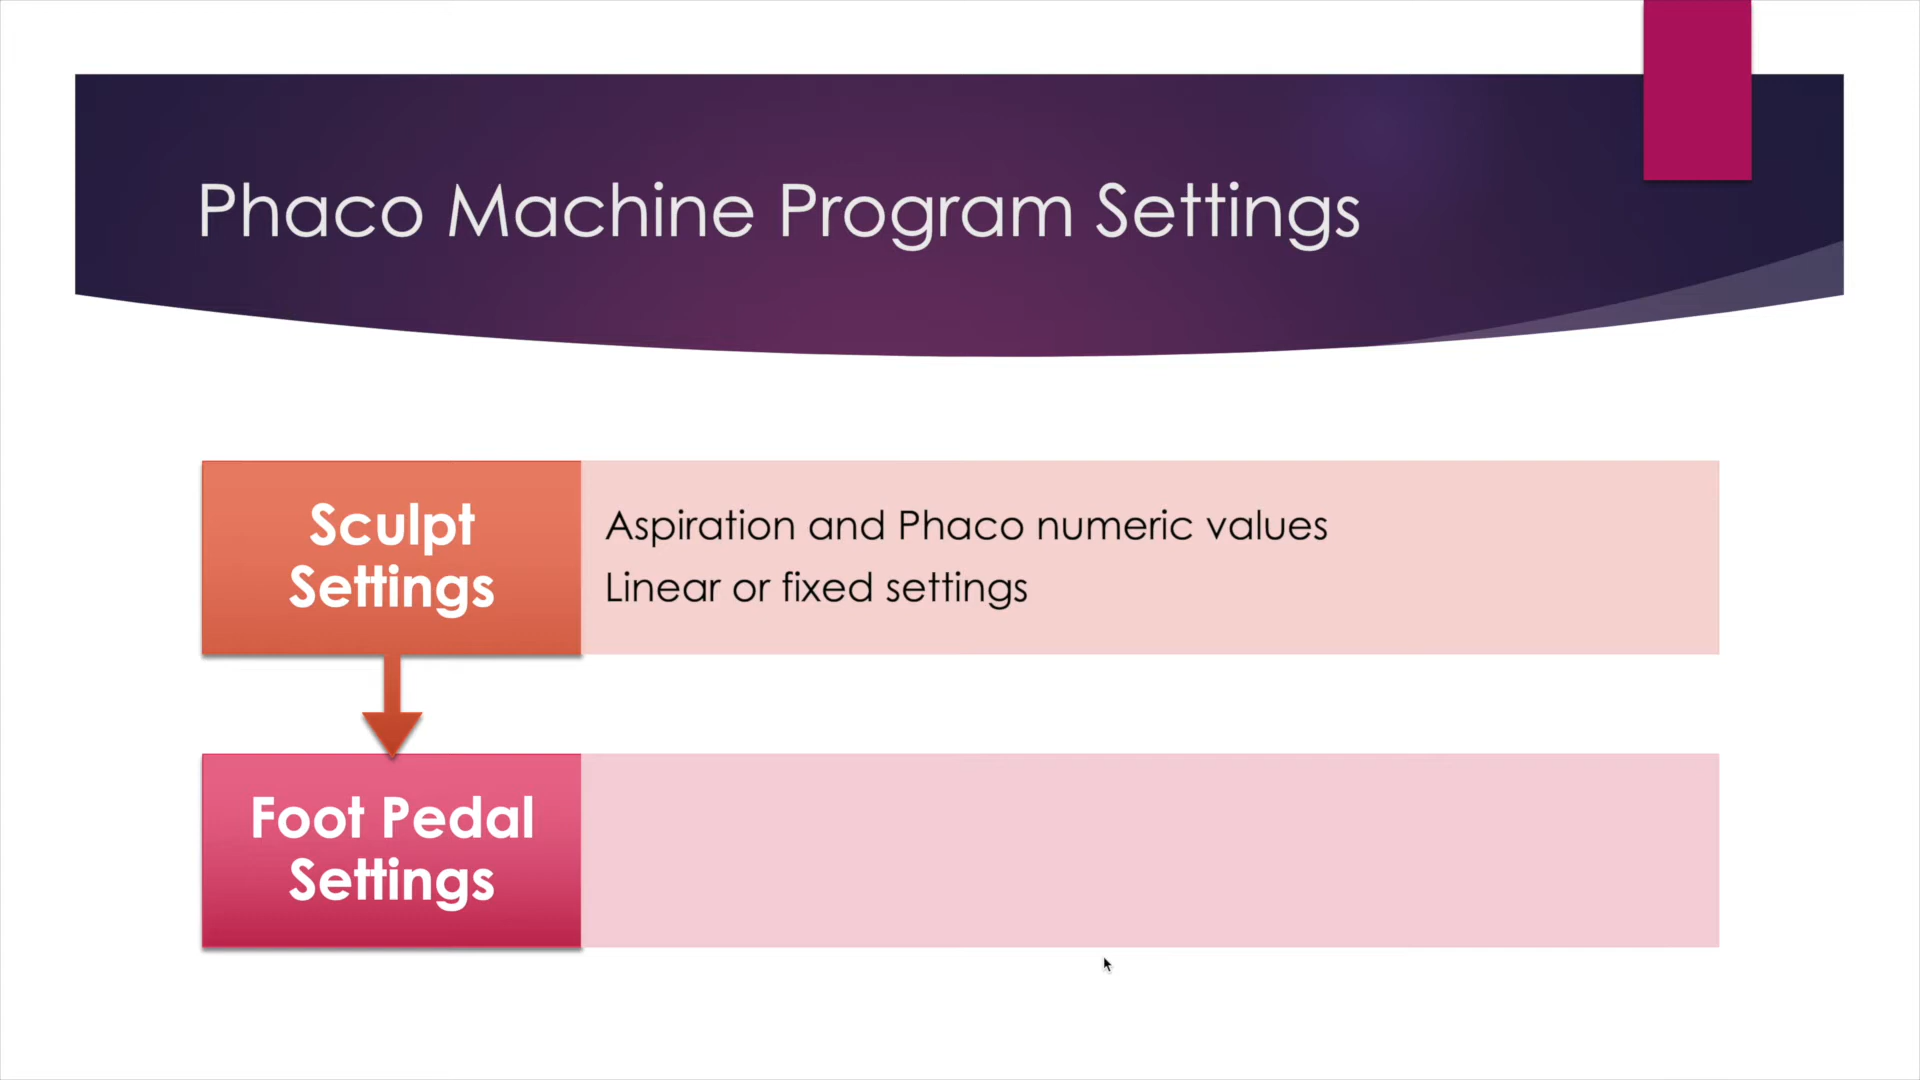 Phaco Machine Program Settings
Sculpt
Settings
Aspiration and Phaco numeric values
Linear or fixed settings
Foot Pedal
Settings